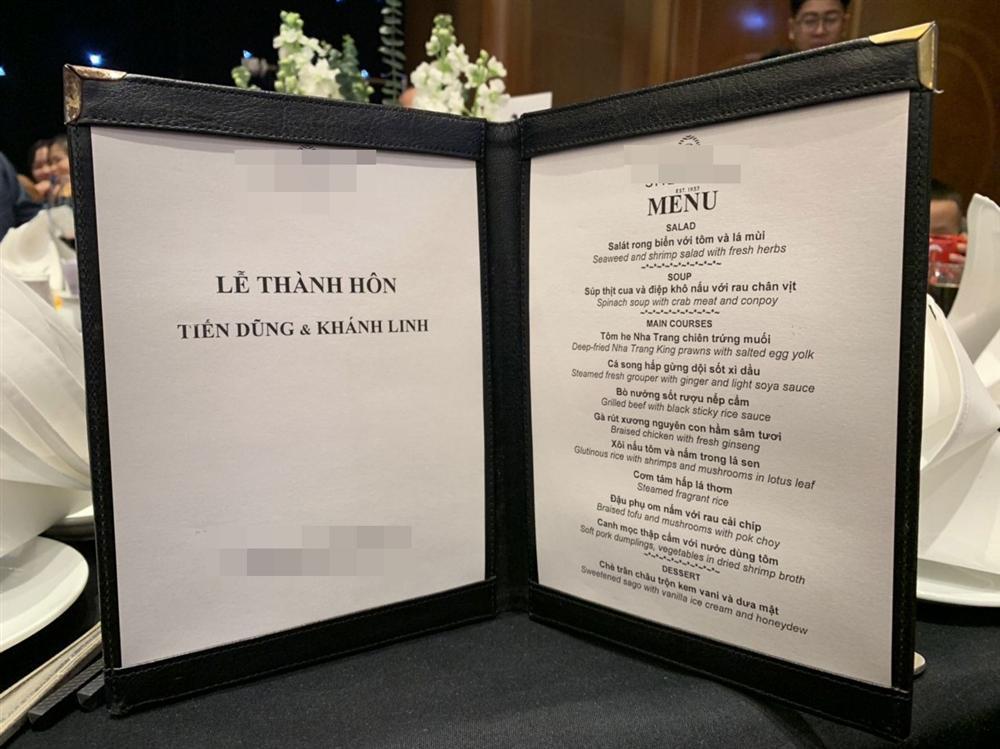 LỄ THÀNH HÔN
TIẾN DŨNG & KHÁNH LINH
EST. 1937
MENU
SALAD
Salát rong biển với tôm và lá mùi
Seaweed and shrimp salad with fresh herbs
~*~*~*~*~*~*~*~
SOUP
Súp thịt cua và điệp khô nấu với rau chân vịt
Spinach soup with crab meat and conpoy
~*~*~*~*~*~*~*~
MAIN COURSES
Tôm he Nha Trang chiên trứng muối
Deep-fried Nha Trang King prawns with salted egg yolk
Cá song hấp gừng dội sốt xì dầu
Steamed fresh grouper with ginger and light soya sauce
Bò nướng sốt rượu nếp cẩm
Grilled beef with black sticky rice sauce
Gà rút xương nguyên con hầm sâm tươi
Braised chicken with fresh ginseng
Xôi nấu tôm và nấm trong lá sen
Glutinous rice with shrimps and mushrooms in lotus leaf
Cơm tám hấp lá thơm
Steamed fragrant rice
Đậu phụ om nấm với rau cải chíp
Braised tofu and mushrooms with pok choy
Canh mọc thập cẩm với nước dùng tôm
Soft pork dumplings, vegetables in dried shrimp broth
~*~*~*~*~*~*~*~
DESSERT
Chè trân châu trộn kem vani và dưa mật
Sweetened sago with vanilla ice cream and honeydew